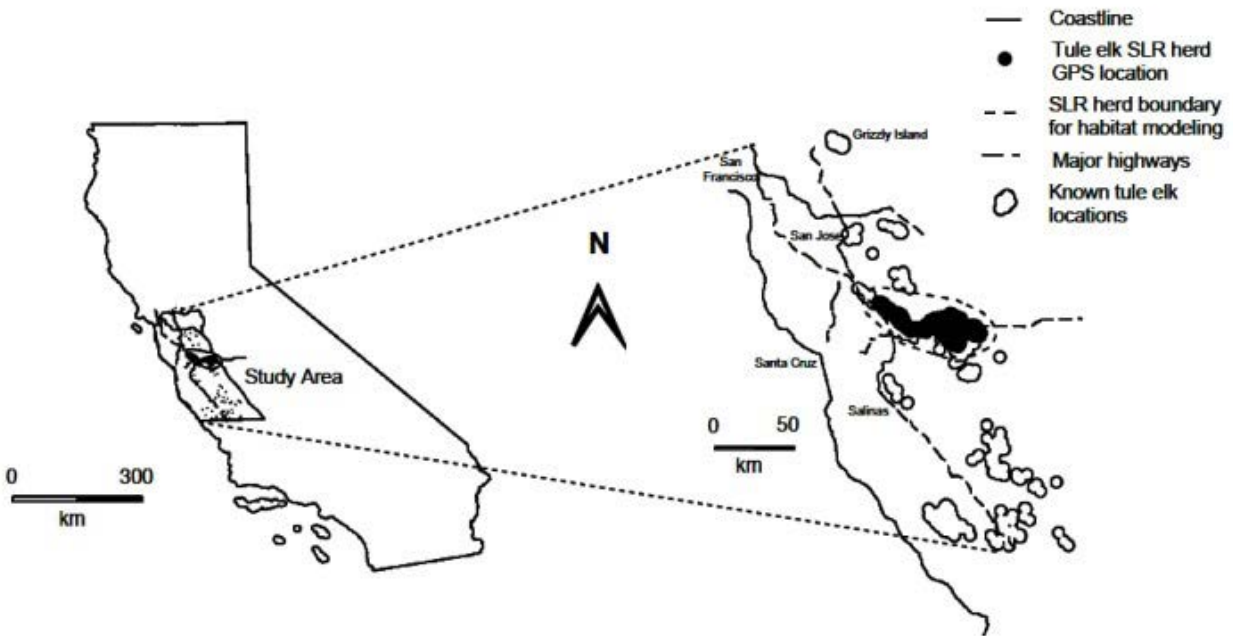 Coastline
Tule elk SLR herd
GPS location
SLR herd boundary
for habitat modeling
Major highways
Known tule elk
locations
Grizzly Island
San
Francisco
San Jose
N
Study Area
Santa Cruz
Salinas
0 50
km
0 300
km